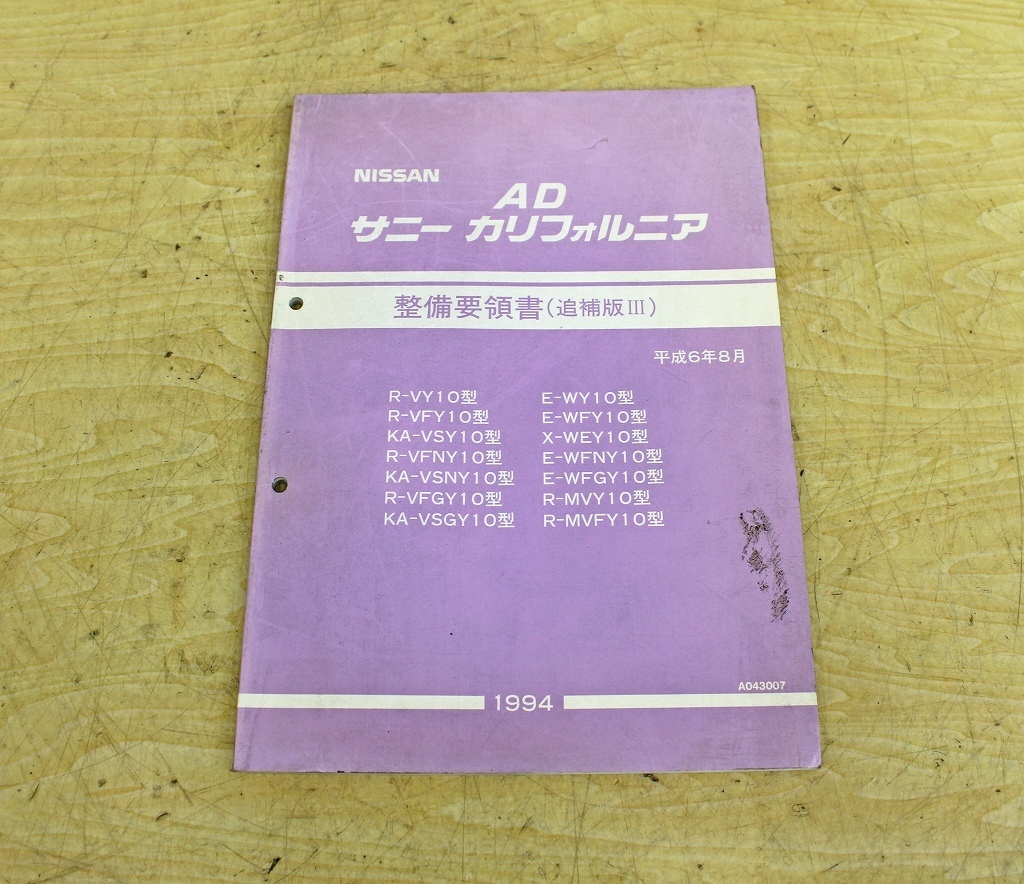 NISSAN
AD
サニー カリフォルニア
整備要領書(追補版III)
平成6年8月
R-VY10型 E-WY10型
R-VFY10型 E-WFY10型
KA-VSY10型 X-WEY10型
R-VFNY10型 E-WFNY10型
KA-VSNY10型 E-WFGY10型
R-VFGY10型 R-MVY10型
KA-VSGY10型 R-MVFY10型
A043007
1994